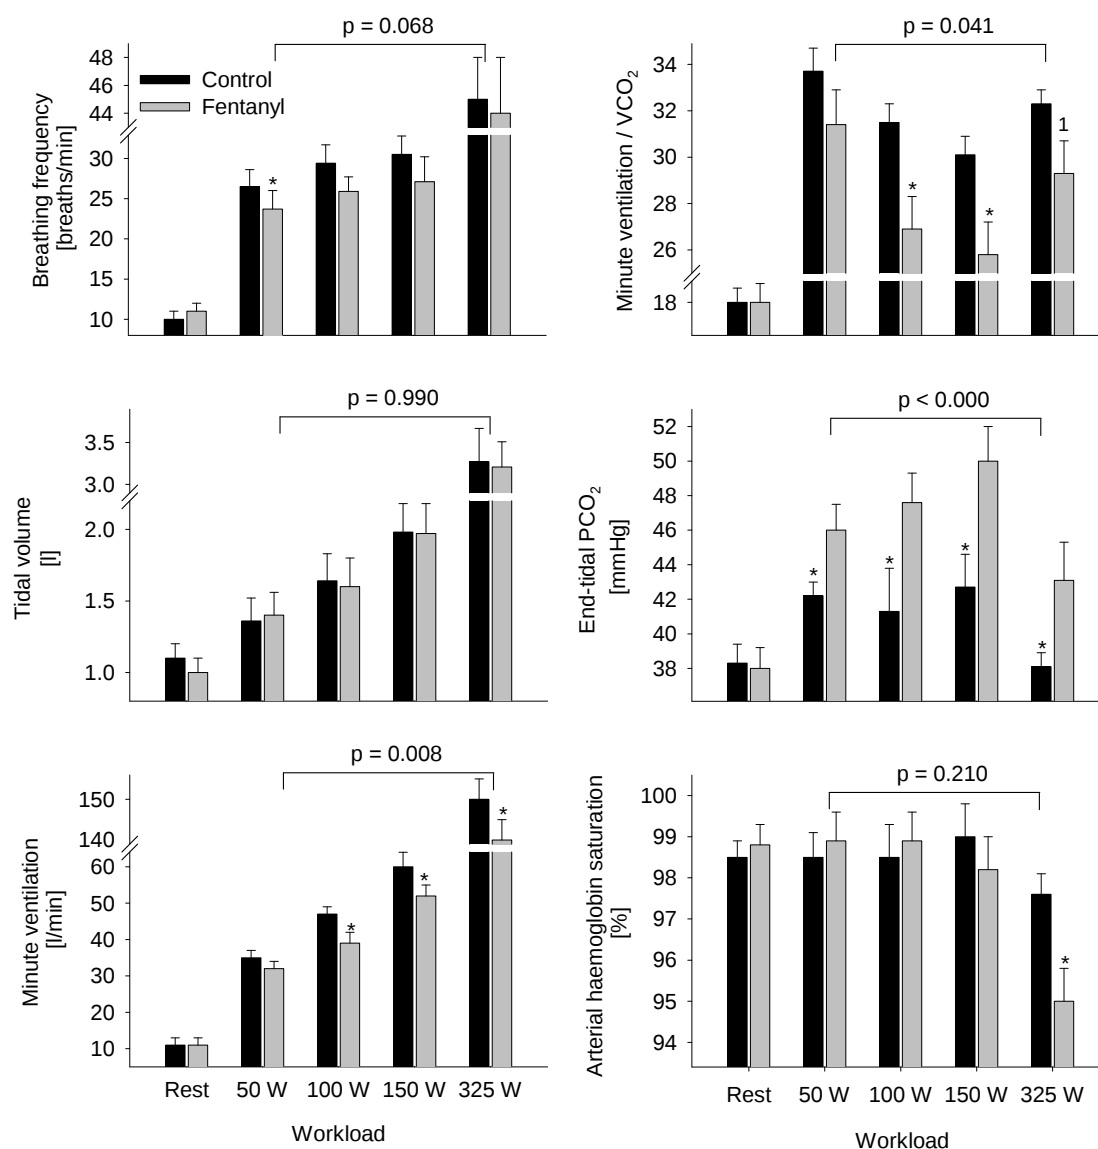 p = 0.068
48
46
44
30
25
20
15
10
Control
Fentanyl
Breathing frequency
[breaths/min]
*
p = 0.041
34
32
30
28
26
18
Minute ventilation / VCO₂
*
*
1
p = 0.990
3.5
3.0
2.0
1.5
1.0
Tidal volume
[l]
p < 0.000
52
50
46
42
40
38
End-tidal PCO₂
[mmHg]
*
*
*
*
p = 0.008
150
140
60
50
40
30
20
10
Minute ventilation
[l/min]
*
*
*
Rest 50 W 100 W 150 W 325 W
Workload
p = 0.210
100
99
98
97
96
95
94
Arterial haemoglobin saturation
[%]
*
Rest 50 W 100 W 150 W 325 W
Workload